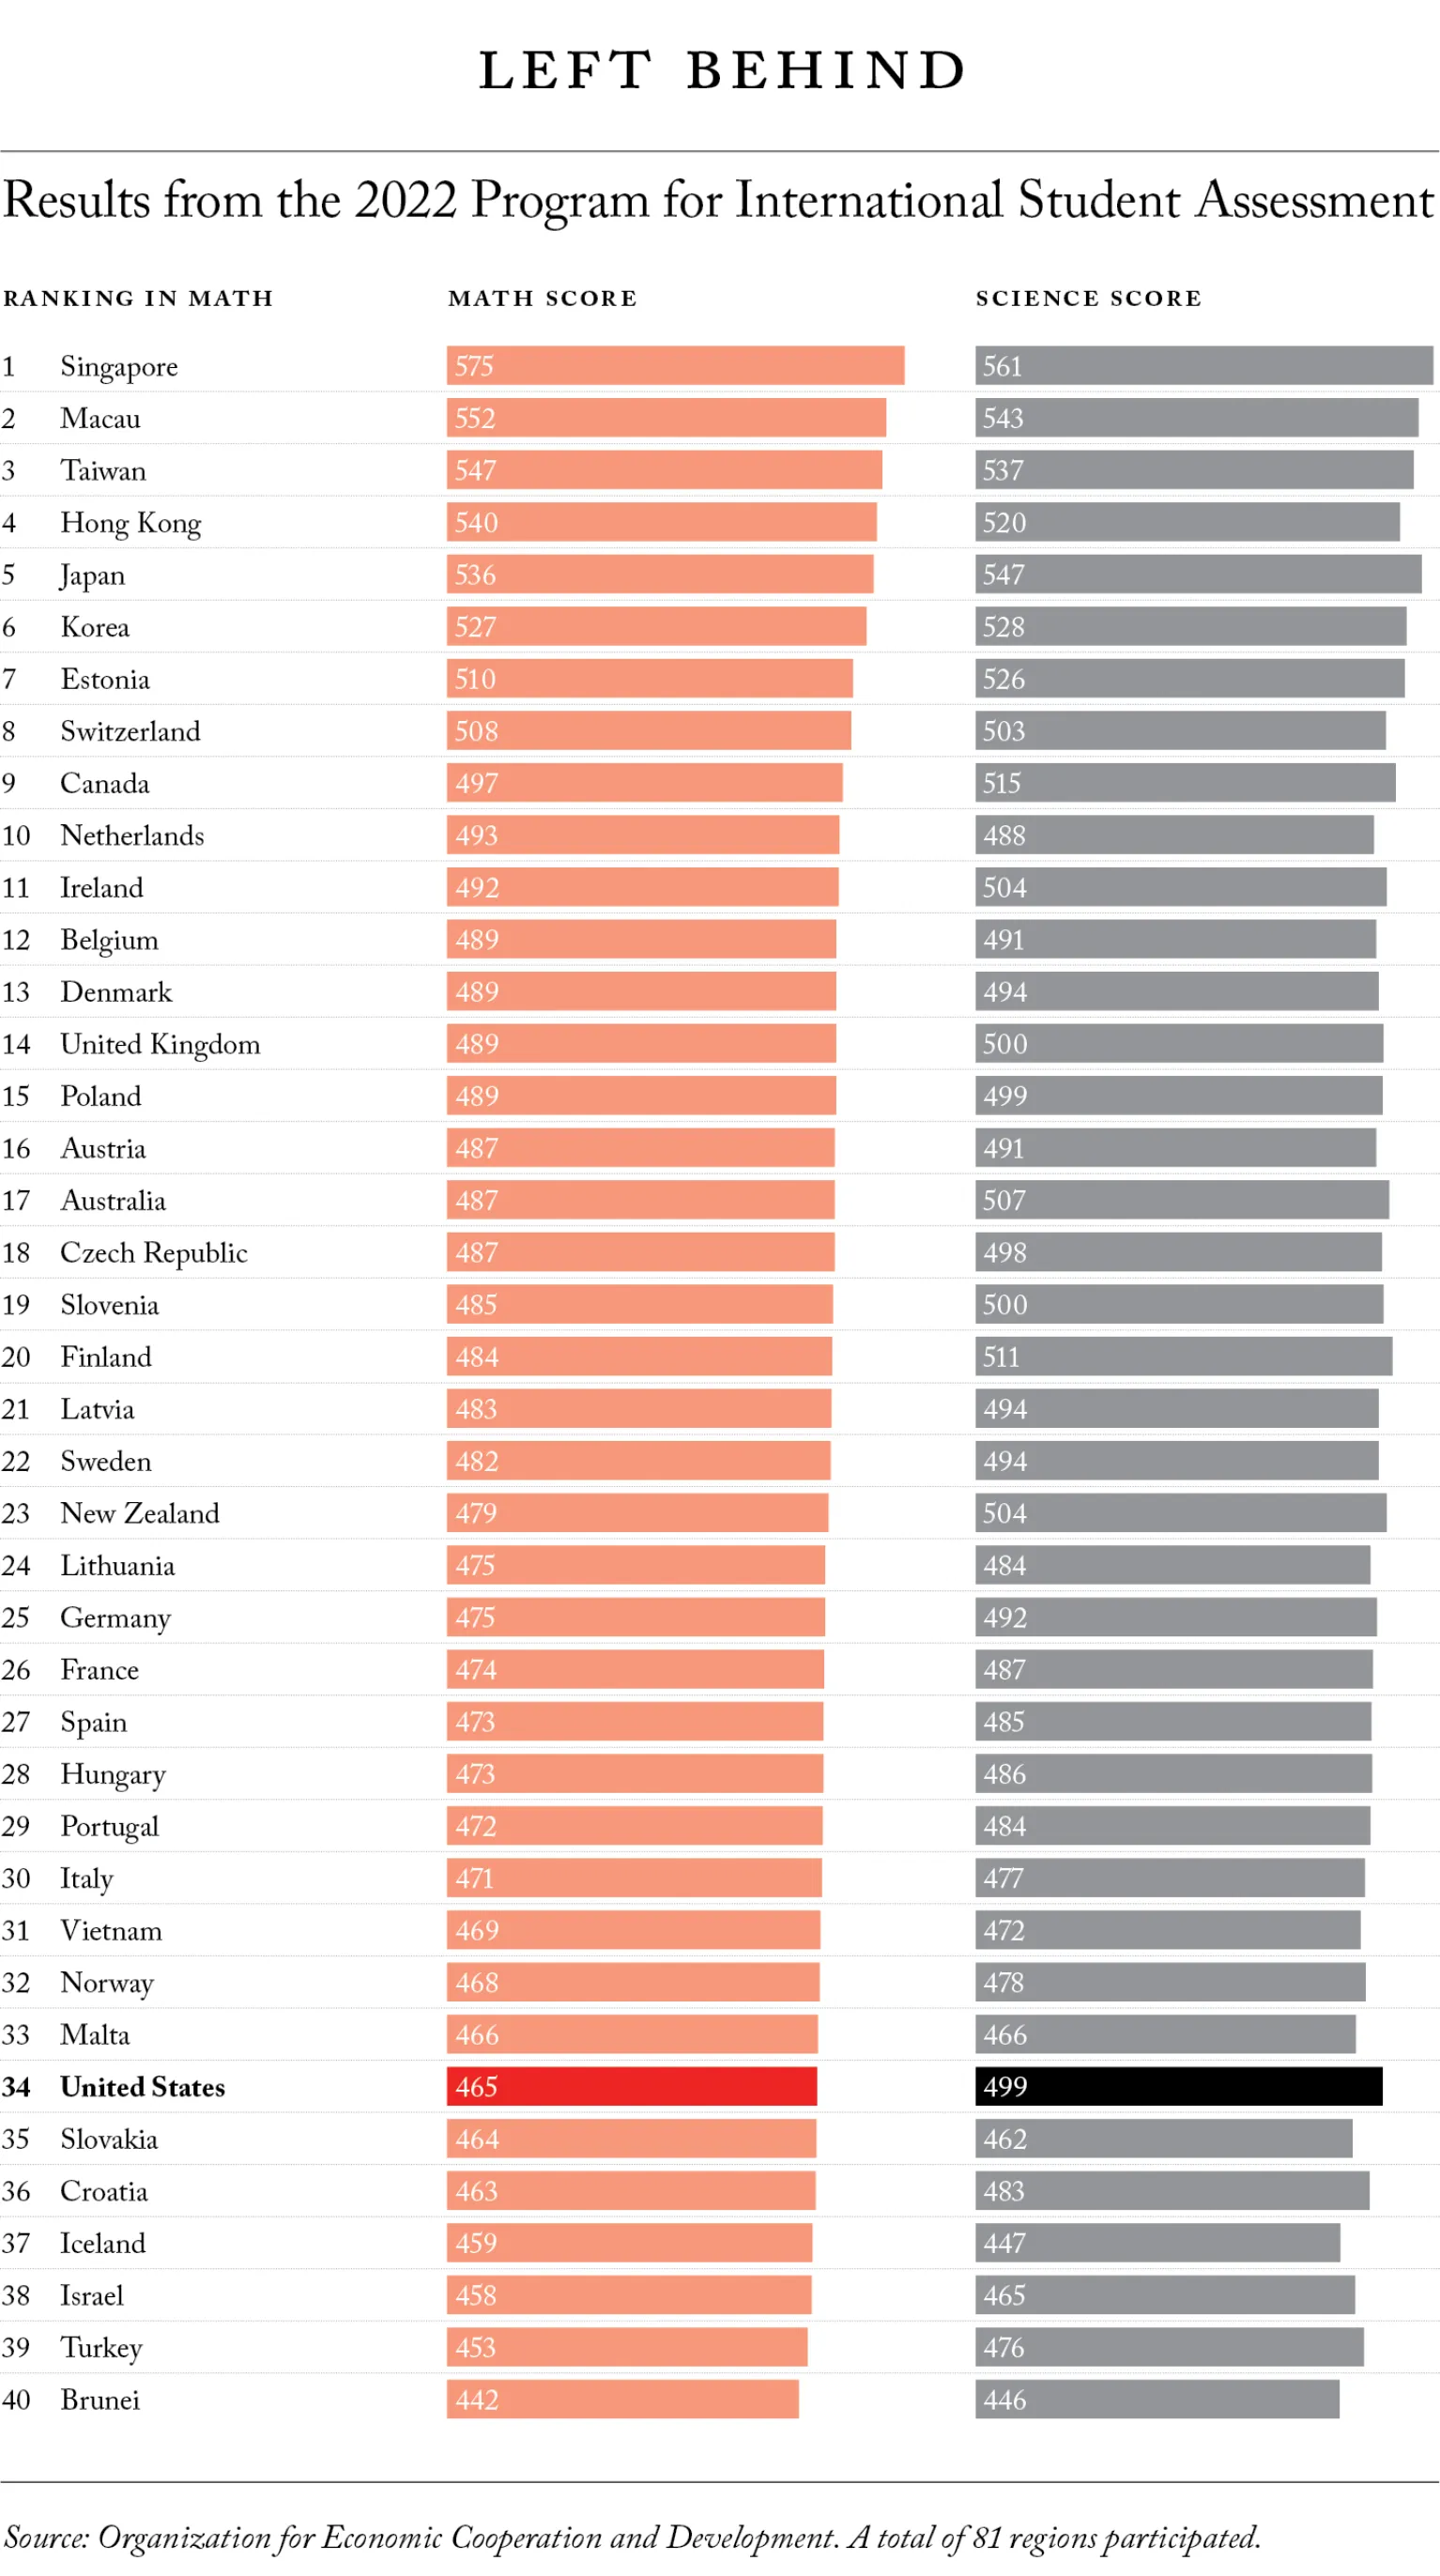 LEFT BEHIND
Results from the 2022 Program for International Student Assessment
RANKING IN MATH MATH SCORE SCIENCE SCORE
1 Singapore 575 561
2 Macau 552 543
3 Taiwan 547 537
4 Hong Kong 540 520
5 Japan 536 547
6 Korea 527 528
7 Estonia 510 526
8 Switzerland 508 503
9 Canada 497 515
10 Netherlands 493 488
11 Ireland 492 504
12 Belgium 489 491
13 Denmark 489 494
14 United Kingdom 489 500
15 Poland 489 499
16 Austria 487 491
17 Australia 487 507
18 Czech Republic 487 498
19 Slovenia 485 500
20 Finland 484 511
21 Latvia 483 494
22 Sweden 482 494
23 New Zealand 479 504
24 Lithuania 475 484
25 Germany 475 492
26 France 474 487
27 Spain 473 485
28 Hungary 473 486
29 Portugal 472 484
30 Italy 471 477
31 Vietnam 469 472
32 Norway 468 478
33 Malta 466 466
34 United States 465 499
35 Slovakia 464 462
36 Croatia 463 483
37 Iceland 459 447
38 Israel 458 465
39 Turkey 453 476
40 Brunei 442 446
Source: Organization for Economic Cooperation and Development. A total of 81 regions participated.